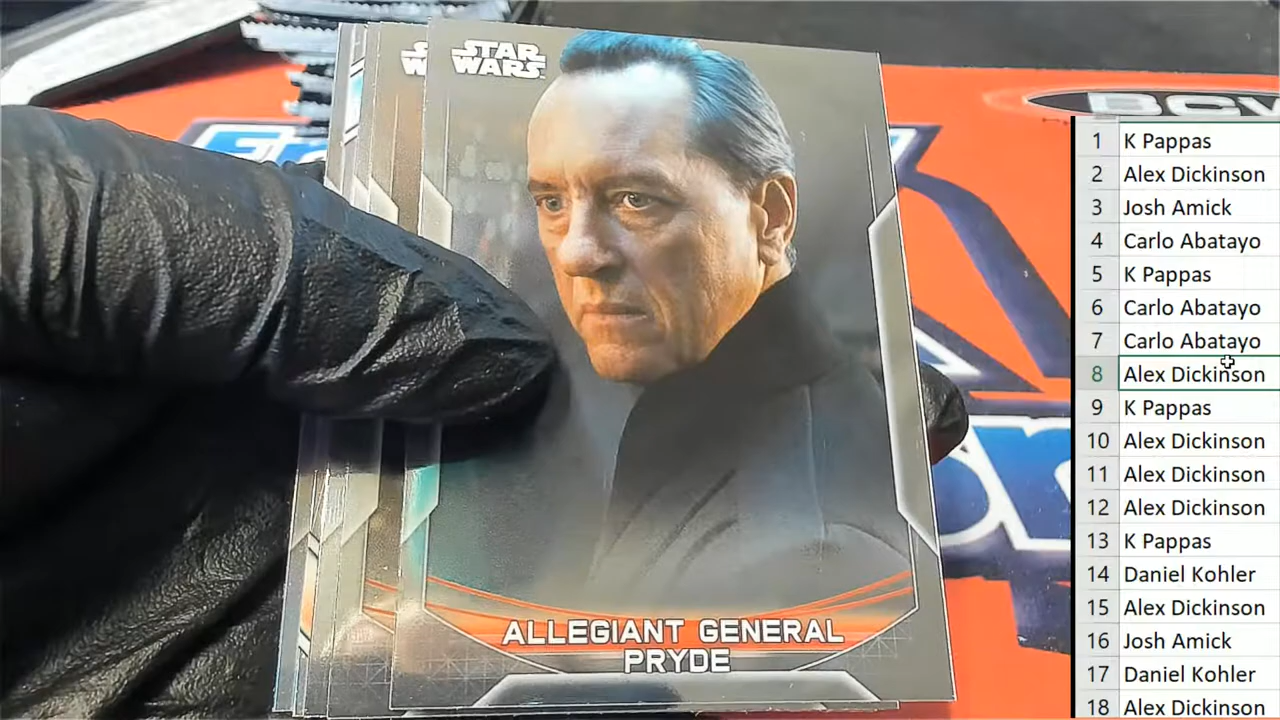 STAR
WARS
ALLEGIANT GENERAL
PRYDE
BCW
1 K Pappas
2 Alex Dickinson
3 Josh Amick
4 Carlo Abatayo
5 K Pappas
6 Carlo Abatayo
7 Carlo Abatayo
8 Alex Dickinson
9 K Pappas
10 Alex Dickinson
11 Alex Dickinson
12 Alex Dickinson
13 K Pappas
14 Daniel Kohler
15 Alex Dickinson
16 Josh Amick
17 Daniel Kohler
18 Alex Dickinson